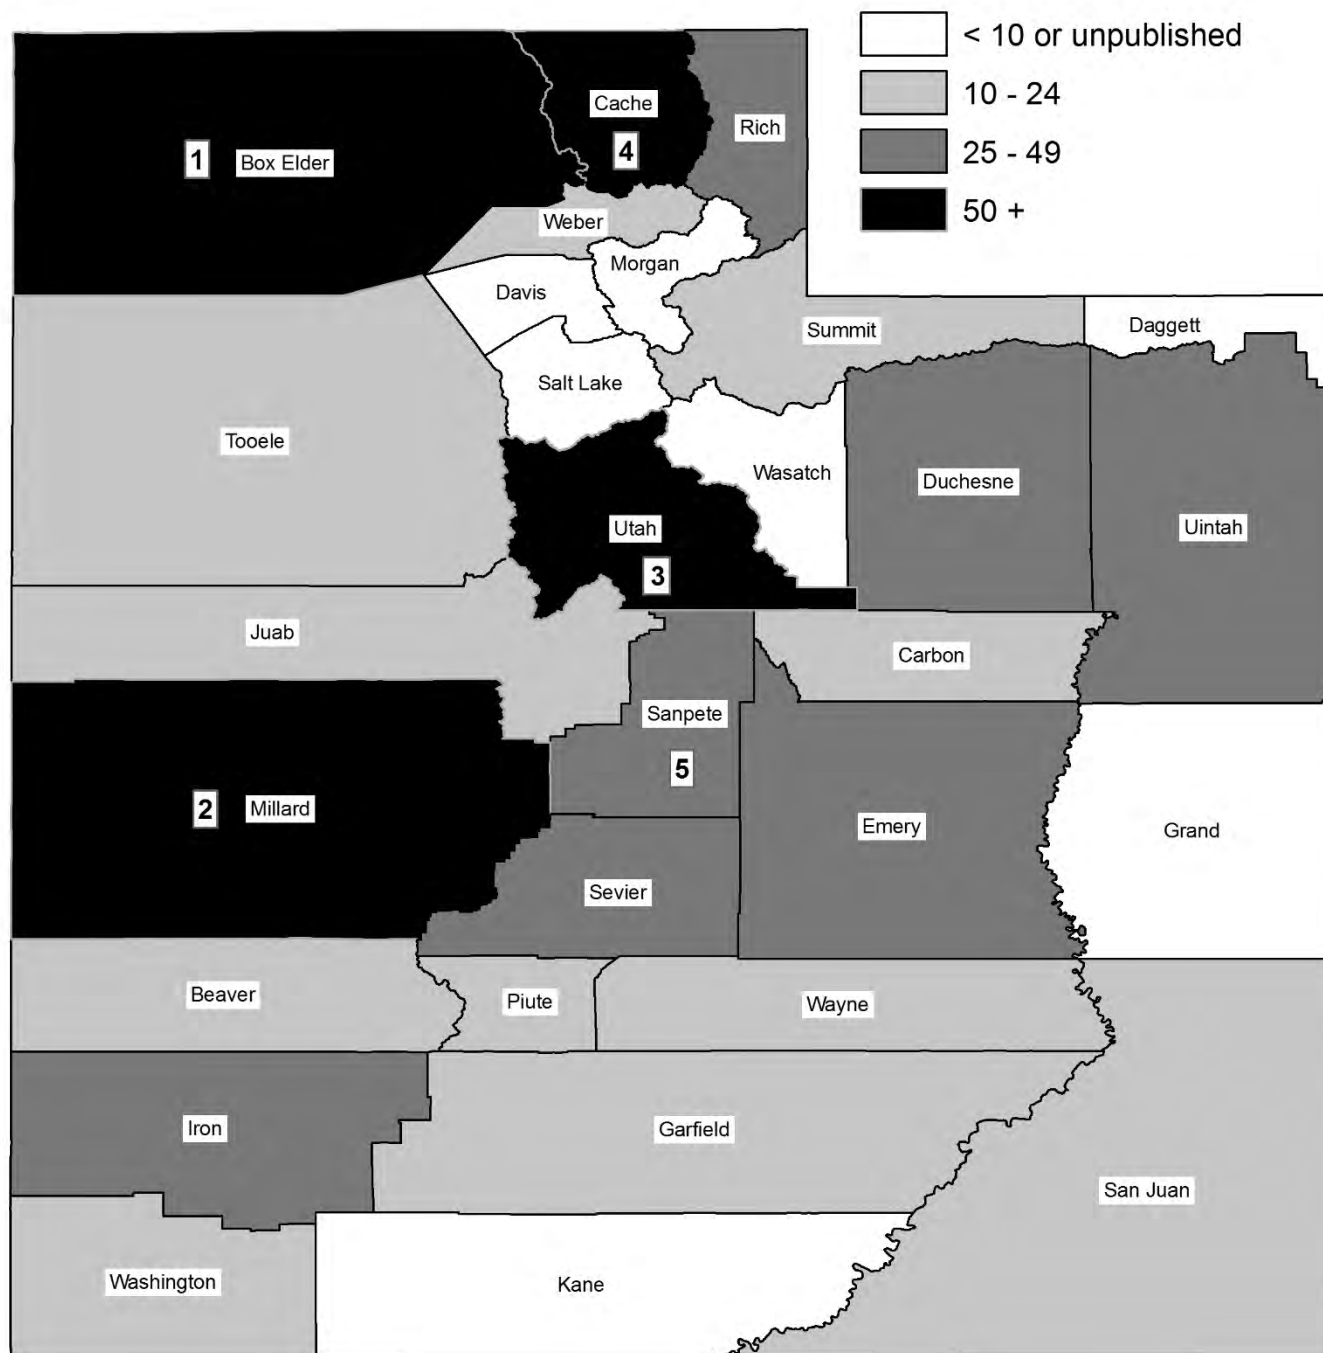 < 10 or unpublished
10 - 24
25 - 49
50 +
Cache
Rich
4
1 Box Elder
Weber
Morgan
Davis
Summit
Daggett
Salt Lake
Tooele
Wasatch
Duchesne
Utah
Uintah
3
Juab
Carbon
Sanpete
5
2 Millard
Emery
Grand
Sevier
Beaver
Piute
Wayne
Iron
Garfield
San Juan
Washington
Kane